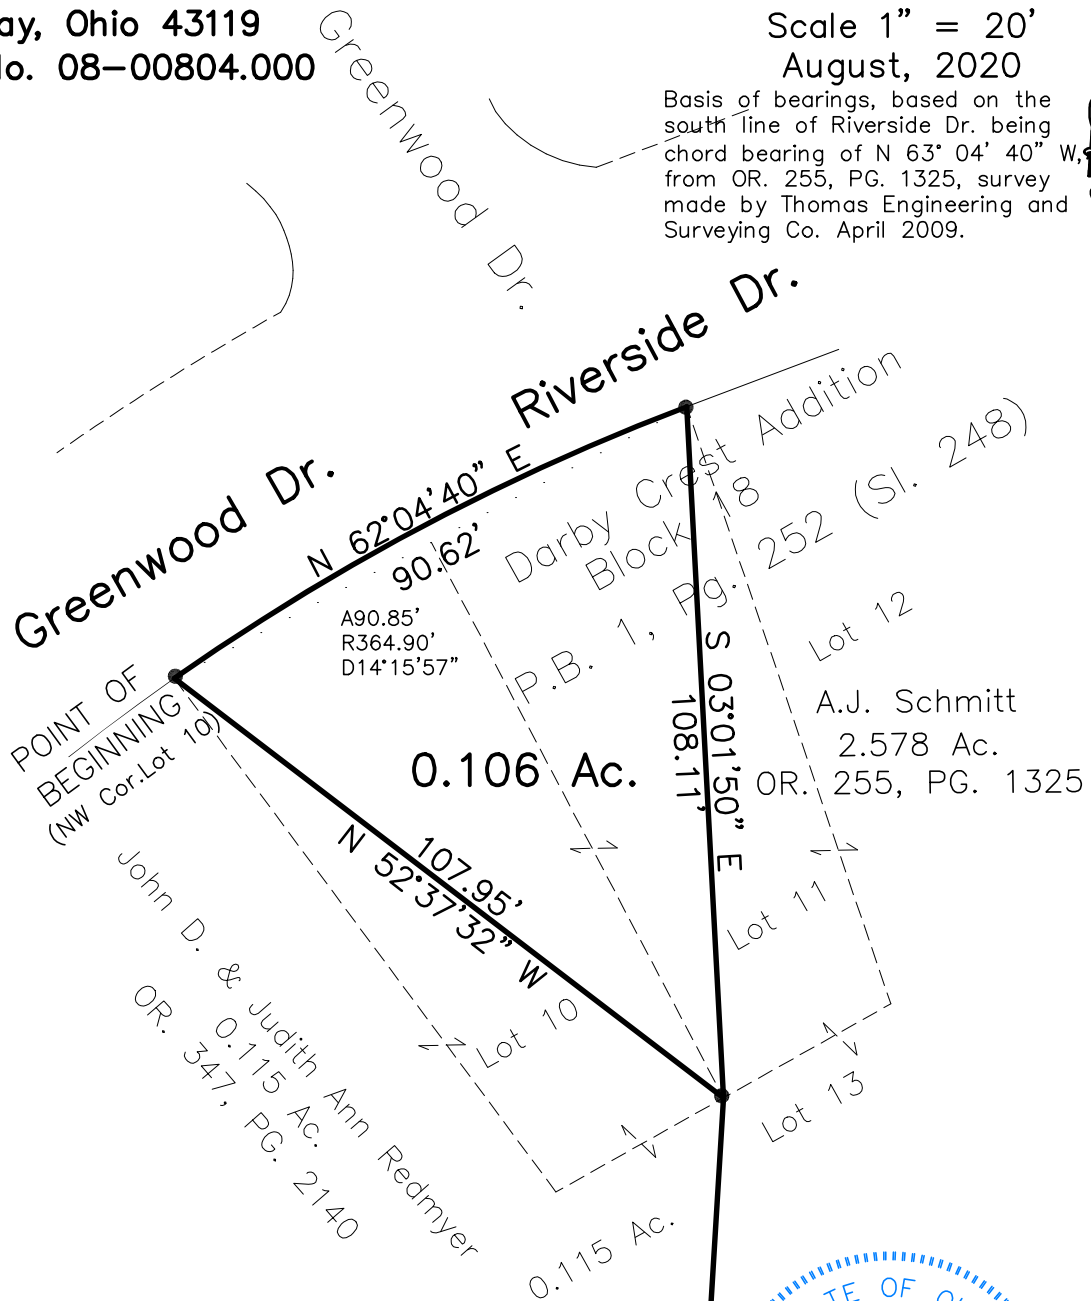 ay, Ohio 43119
No. 08-00804.000
Scale 1" = 20'
August, 2020
Basis of bearings, based on the
south line of Riverside Dr. being
chord bearing of N 63° 04' 40" W,
from OR. 255, PG. 1325, survey
made by Thomas Engineering and
Surveying Co. April 2009.
Greenwood Dr.
Riverside Dr.
Greenwood Dr.
N 62°04'40" E
90.62'
A90.85'
R364.90'
D14°15'57"
Darby Crest Addition
Block 18
P.B. 1, Pg. 252 (Sl. 248)
Lot 12
POINT OF
BEGINNING
(NW Cor.Lot 10)
S 03°01'50" E
108.11'
A.J. Schmitt
2.578 Ac.
OR. 255, PG. 1325
0.106 Ac.
107.95'
N 52°37'32" W
Lot 11
Lot 10
Lot 13
John D. & Judith Ann Redmyer
0.115 Ac.
OR. 347, PG. 2140
0.115 Ac.
TE OF O